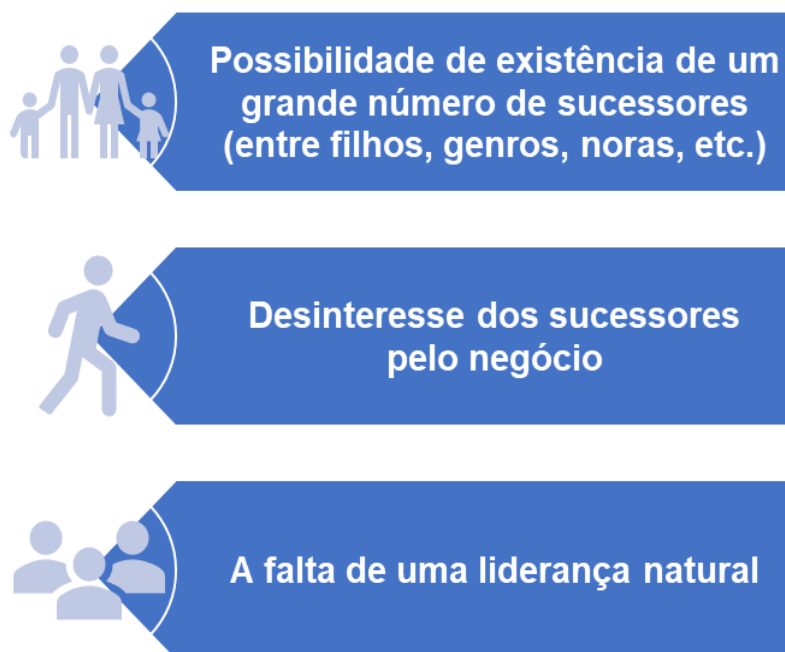 Possibilidade de existência de um
grande número de sucessores
(entre filhos, genros, noras, etc.)
Desinteresse dos sucessores
pelo negócio
A falta de uma liderança natural